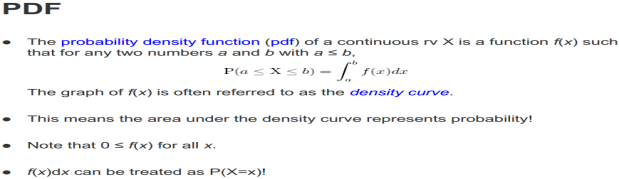 PDF
• The probability density function (pdf) of a continuous rv X is a function f(x) such
that for any two numbers a and b with a ≤ b,
P(a ≤ X ≤ b) = ∫_a^b f(x)dx
The graph of f(x) is often referred to as the density curve.
• This means the area under the density curve represents probability!
• Note that 0 ≤ f(x) for all x.
• f(x)dx can be treated as P(X=x)!